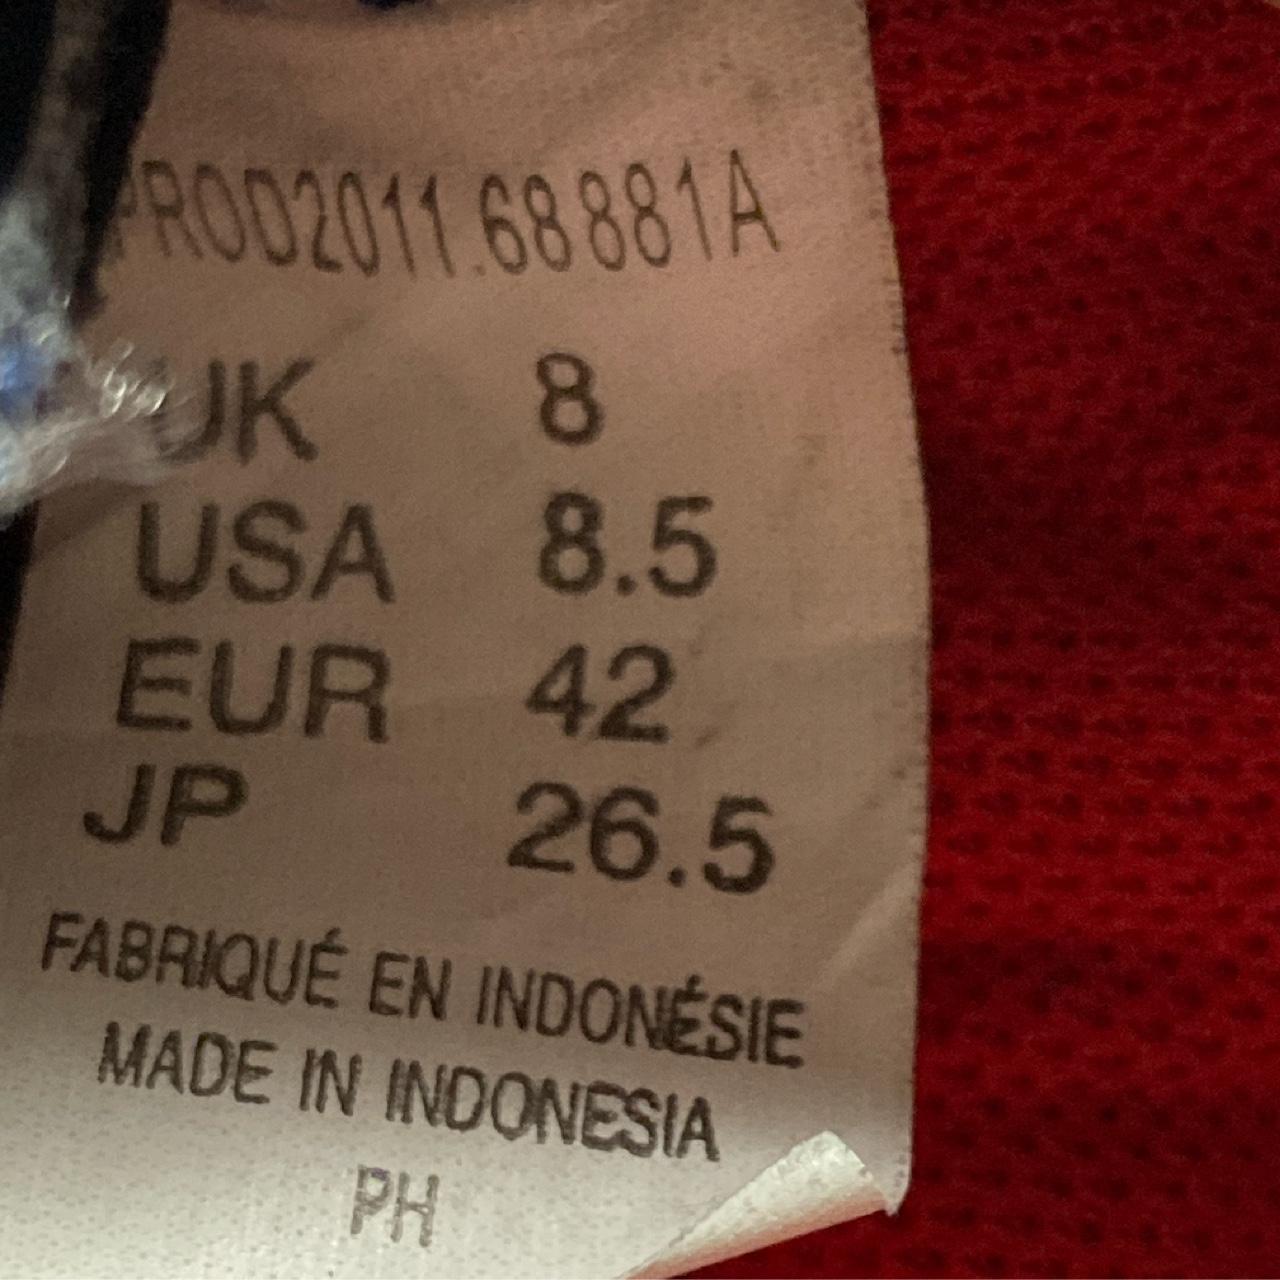 PROD2011.68881A
UK 8
USA 8.5
EUR 42
JP 26.5
FABRIQUÉ EN INDONÉSIE
MADE IN INDONESIA
PH